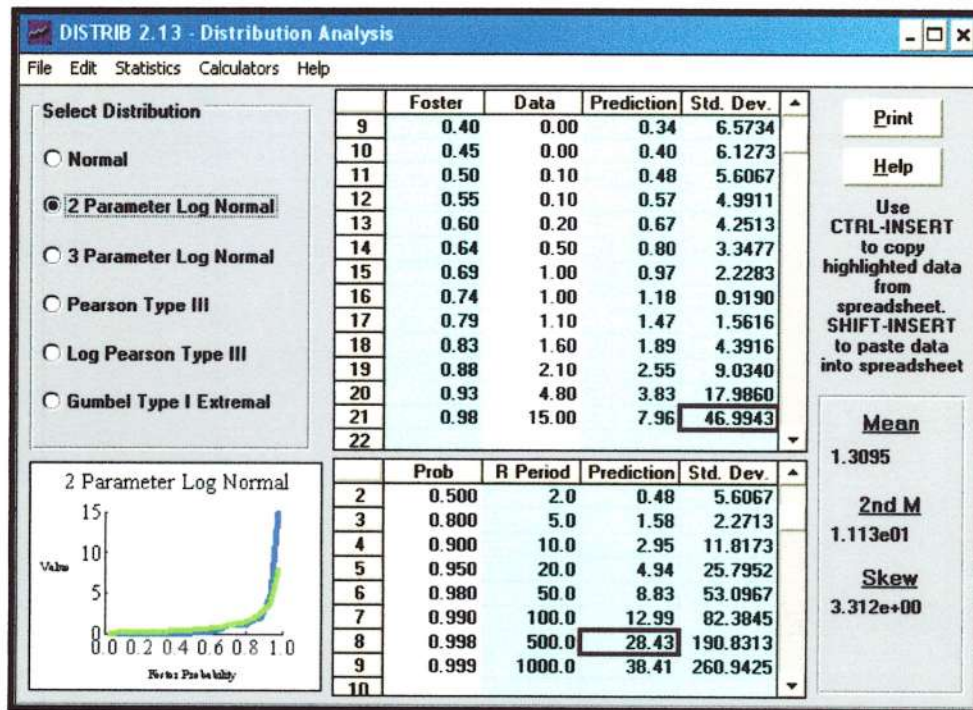 DISTRIB 2.13 - Distribution Analysis
File Edit Statistics Calculators Help
Select Distribution
Normal
2 Parameter Log Normal
3 Parameter Log Normal
Pearson Type III
Log Pearson Type III
Gumbel Type I Extremal
Foster Data Prediction Std. Dev.
9 0.40 0.00 0.34 6.5734
10 0.45 0.00 0.40 6.1273
11 0.50 0.10 0.48 5.6067
12 0.55 0.10 0.57 4.9911
13 0.60 0.20 0.67 4.2513
14 0.64 0.50 0.80 3.3477
15 0.69 1.00 0.97 2.2283
16 0.74 1.00 1.18 0.9190
17 0.79 1.10 1.47 1.5616
18 0.83 1.60 1.89 4.3916
19 0.88 2.10 2.55 9.0340
20 0.93 4.80 3.83 17.9860
21 0.98 15.00 7.96 46.9943
22
Print
Help
Use
CTRL-INSERT
to copy
highlighted data
from
spreadsheet.
SHIFT-INSERT
to paste data
into spreadsheet
2 Parameter Log Normal
15
10
Value
5
0
0.0 0.2 0.4 0.6 0.8 1.0
Foster Probability
Prob R Period Prediction Std. Dev.
2 0.500 2.0 0.48 5.6067
3 0.800 5.0 1.58 2.2713
4 0.900 10.0 2.95 11.8173
5 0.950 20.0 4.94 25.7952
6 0.980 50.0 8.83 53.0967
7 0.990 100.0 12.99 82.3845
8 0.998 500.0 28.43 190.8313
9 0.999 1000.0 38.41 260.9425
10
Mean
1.3095
2nd M
1.113e01
Skew
3.312e+00